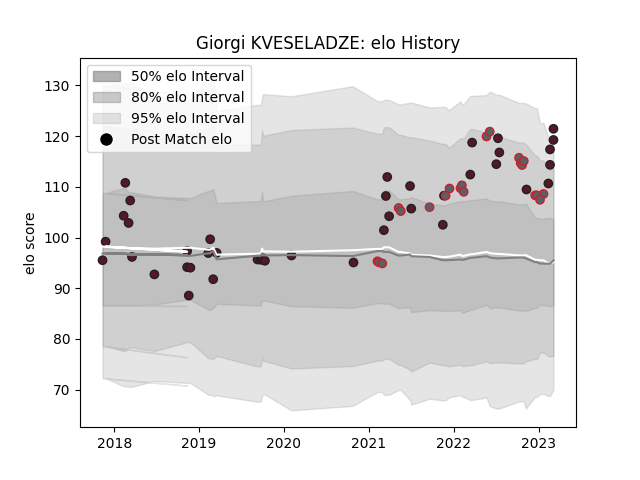 Giorgi KVESELADZE: elo History
50% elo Interval
80% elo Interval
95% elo Interval
Post Match elo
elo score
130
120
110
100
90
80
70
2018
2019
2020
2021
2022
2023